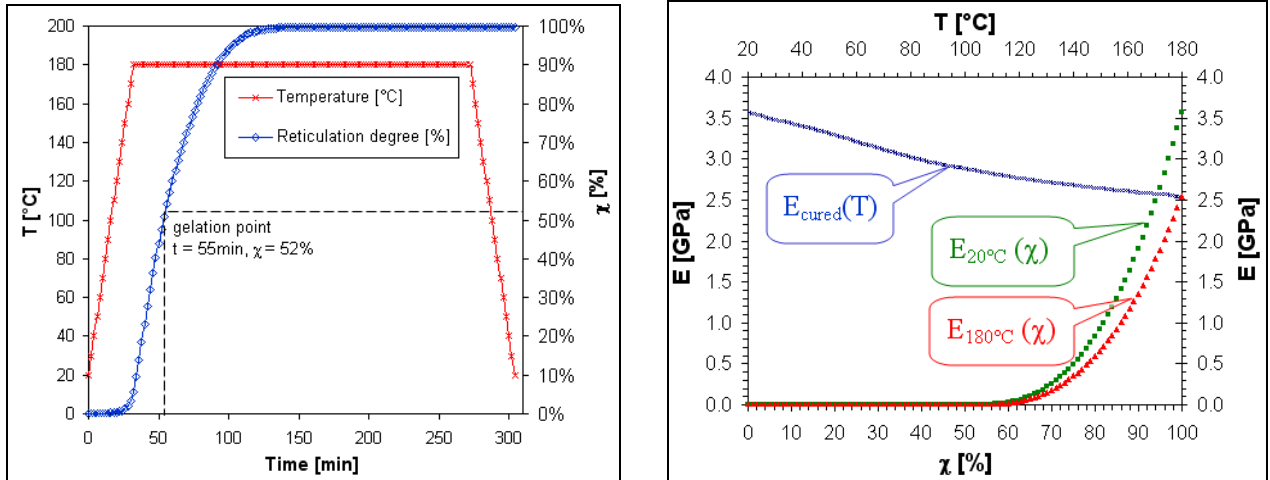 200
180
160
140
120
100
80
60
40
20
0
T [°C]
100%
90%
80%
70%
60%
50%
40%
30%
20%
10%
0%
χ [%]
Temperature [°C]
Reticulation degree [%]
gelation point
t = 55min, χ = 52%
0 50 100 150 200 250 300
Time [min]
T [°C]
20 40 60 80 100 120 140 160 180
4.0
3.5
3.0
2.5
2.0
1.5
1.0
0.5
0.0
E [GPa]
4.0
3.5
3.0
2.5
2.0
1.5
1.0
0.5
0.0
E [GPa]
Ecured(T)
E20°C (χ)
E180°C (χ)
0 10 20 30 40 50 60 70 80 90 100
χ [%]